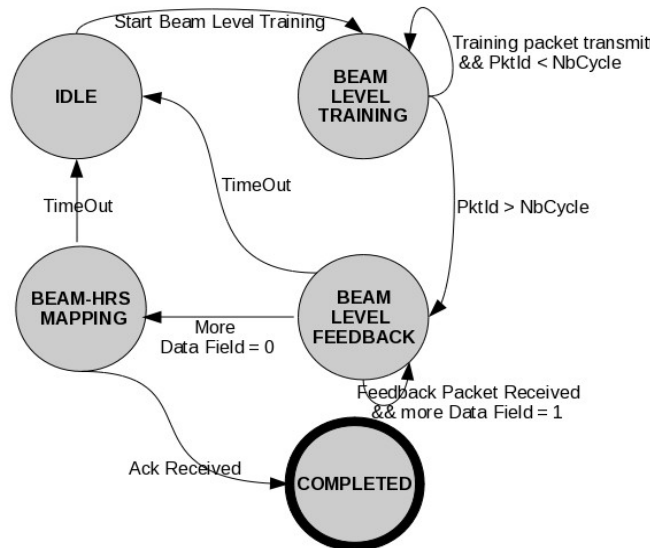 Start Beam Level Training
Training packet transmit
&& PktId < NbCycle
IDLE
BEAM
LEVEL
TRAINING
TimeOut
TimeOut
PktId > NbCycle
BEAM-HRS
MAPPING
BEAM
LEVEL
FEEDBACK
More
Data Field = 0
Feedback Packet Received
&& more Data Field = 1
Ack Received
COMPLETED